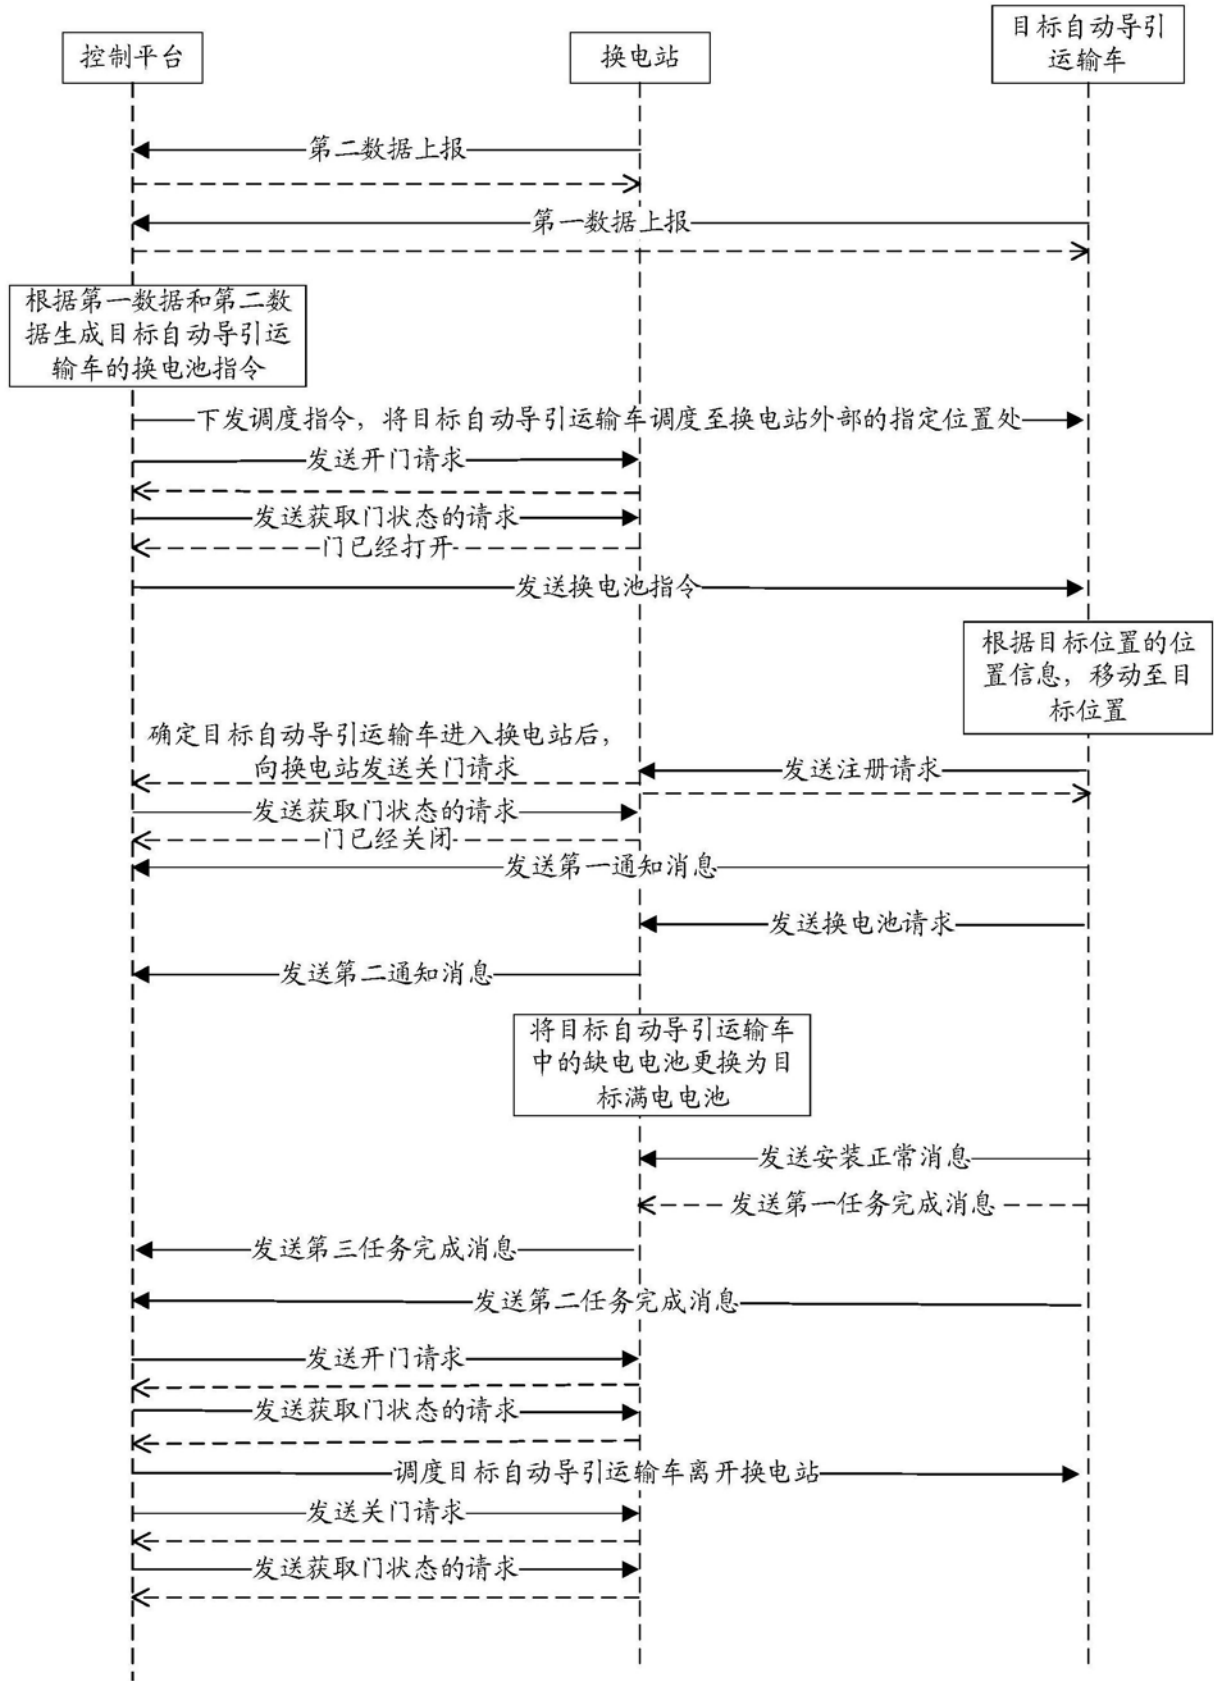 控制平台
换电站
目标自动导引
运输车
第二数据上报
第一数据上报
根据第一数据和第二数
据生成目标自动导引运
输车的换电池指令
下发调度指令，将目标自动导引运输车调度至换电站外部的指定位置处
发送开门请求
发送获取门状态的请求
门已经打开
发送换电池指令
根据目标位置的位
置信息，移动至目
标位置
确定目标自动导引运输车进入换电站后，
向换电站发送关门请求
发送注册请求
发送获取门状态的请求
门已经关闭
发送第一通知消息
发送换电池请求
发送第二通知消息
将目标自动导引运输车
中的缺电电池更换为目
标满电电池
发送安装正常消息
发送第一任务完成消息
发送第三任务完成消息
发送第二任务完成消息
发送开门请求
发送获取门状态的请求
调度目标自动导引运输车离开换电站
发送关门请求
发送获取门状态的请求